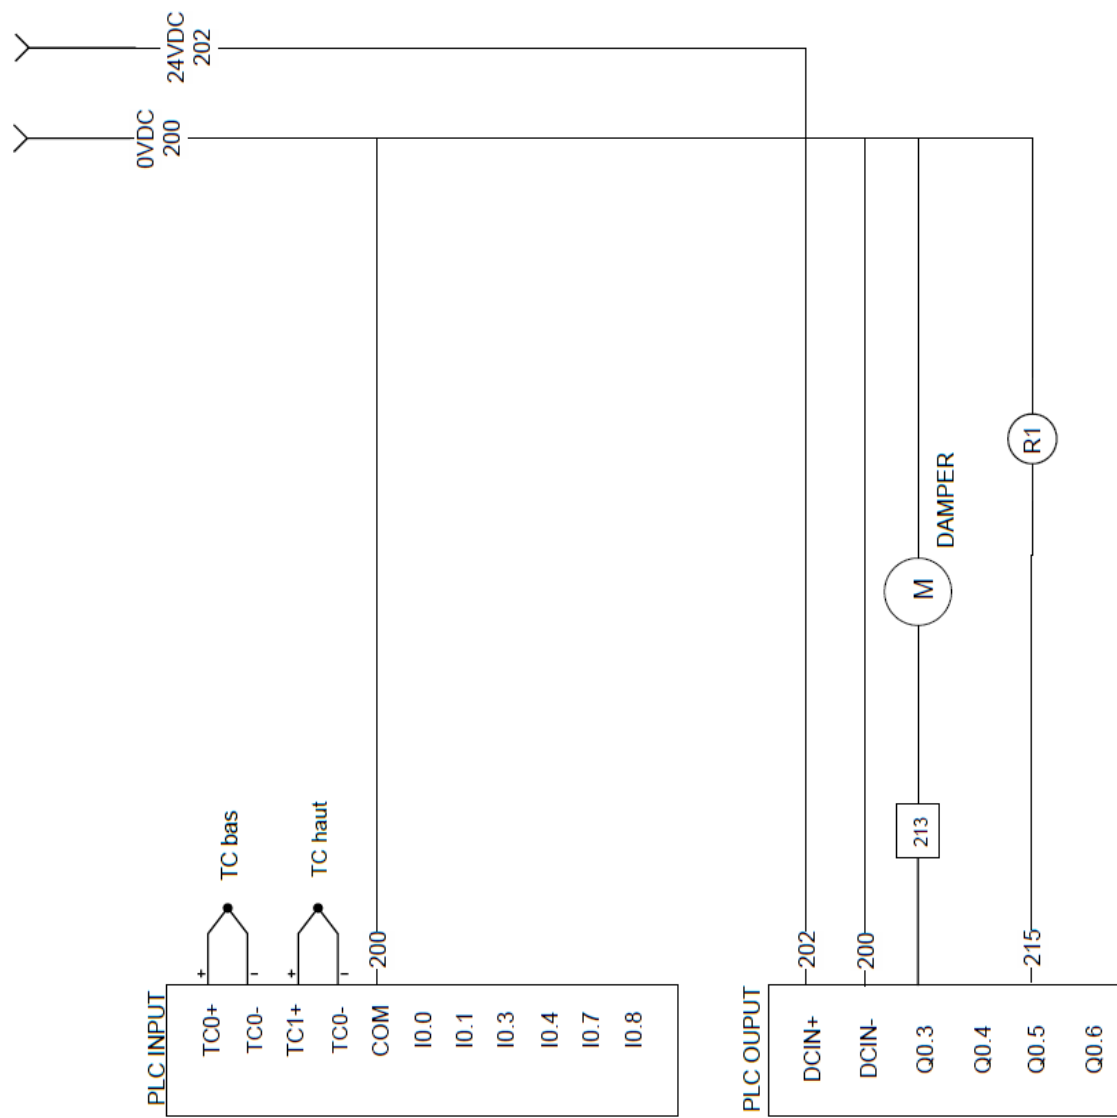 24VDC
202
0VDC
200
PLC INPUT
TC0+
TC0-
TC1+
TC0-
COM
I0.0
I0.1
I0.3
I0.4
I0.7
I0.8
+
-
+
-
TC bas
TC haut
200
PLC OUPUT
DCIN+
DCIN-
Q0.3
Q0.4
Q0.5
Q0.6
202
200
213
215
M
DAMPER
R1